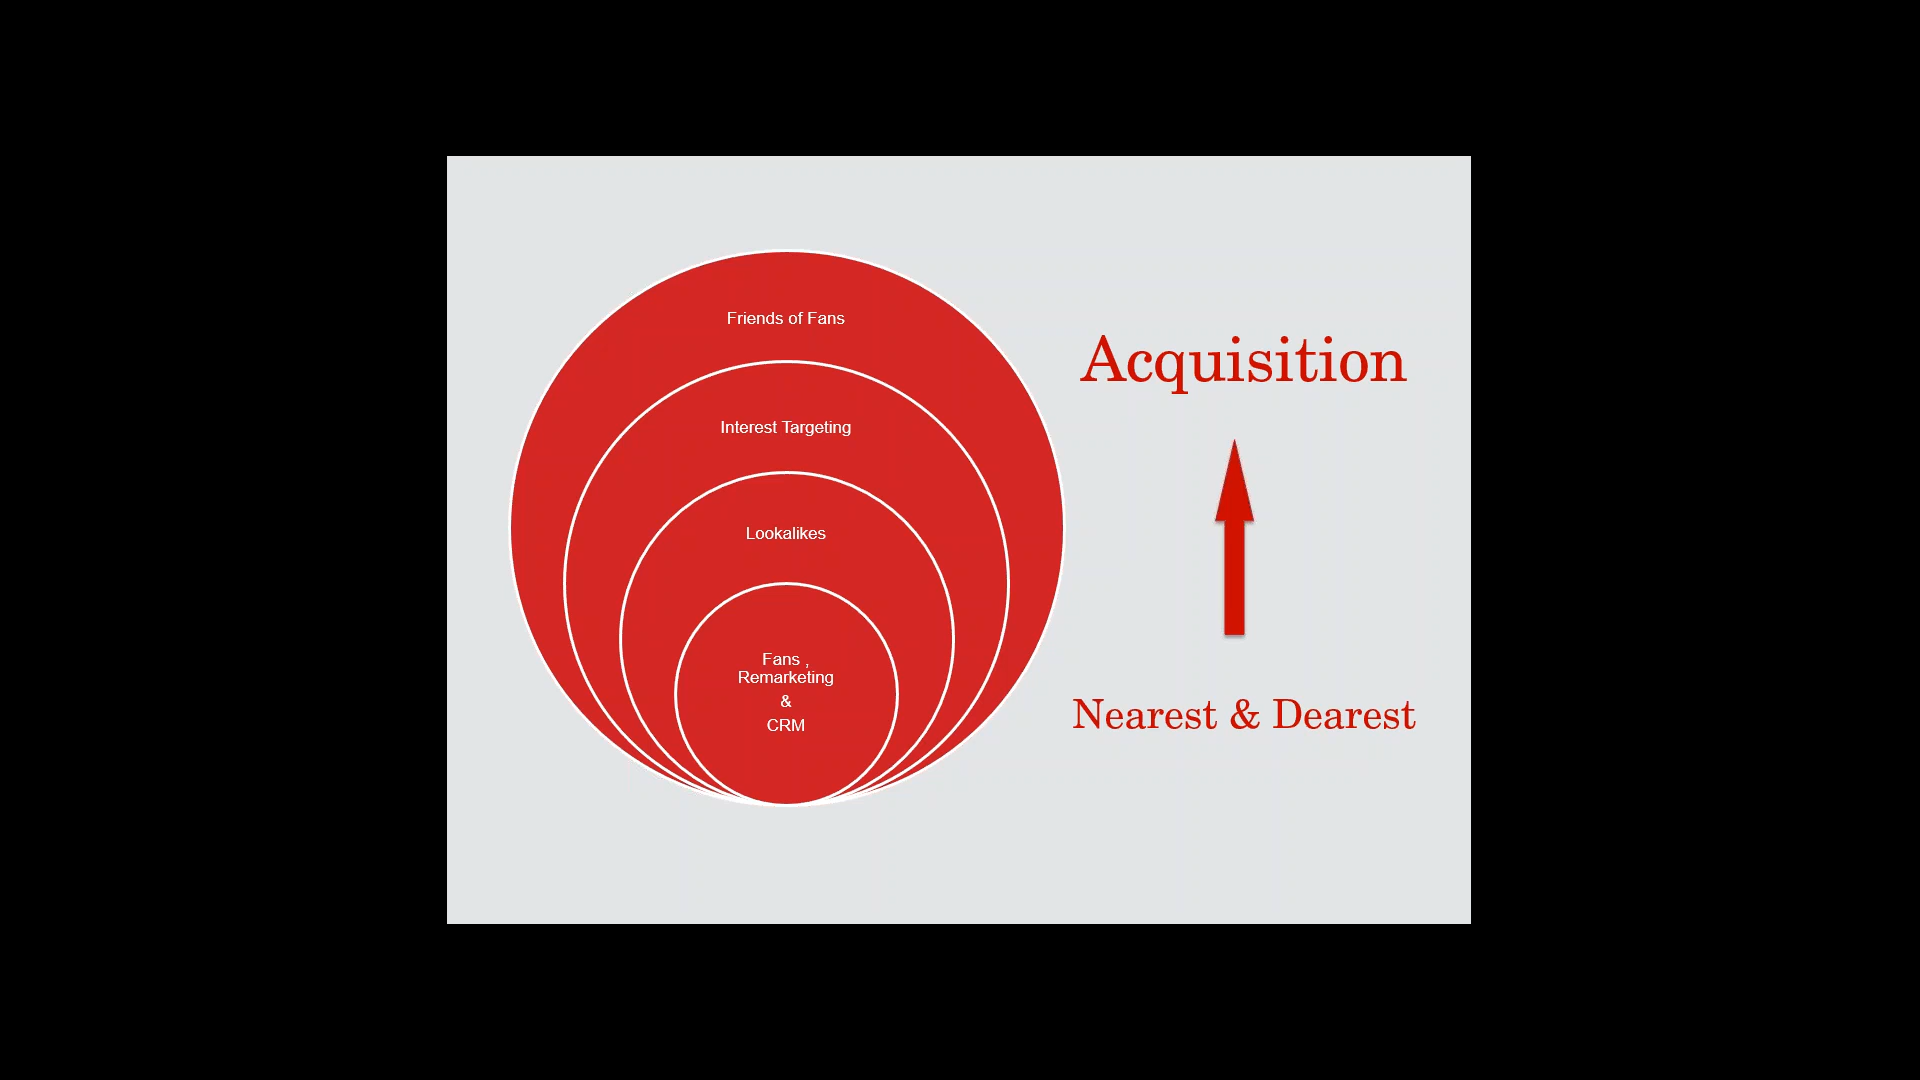 Friends of Fans
Interest Targeting
Lookalikes
Fans ,
Remarketing
&
CRM
Acquisition
Nearest & Dearest